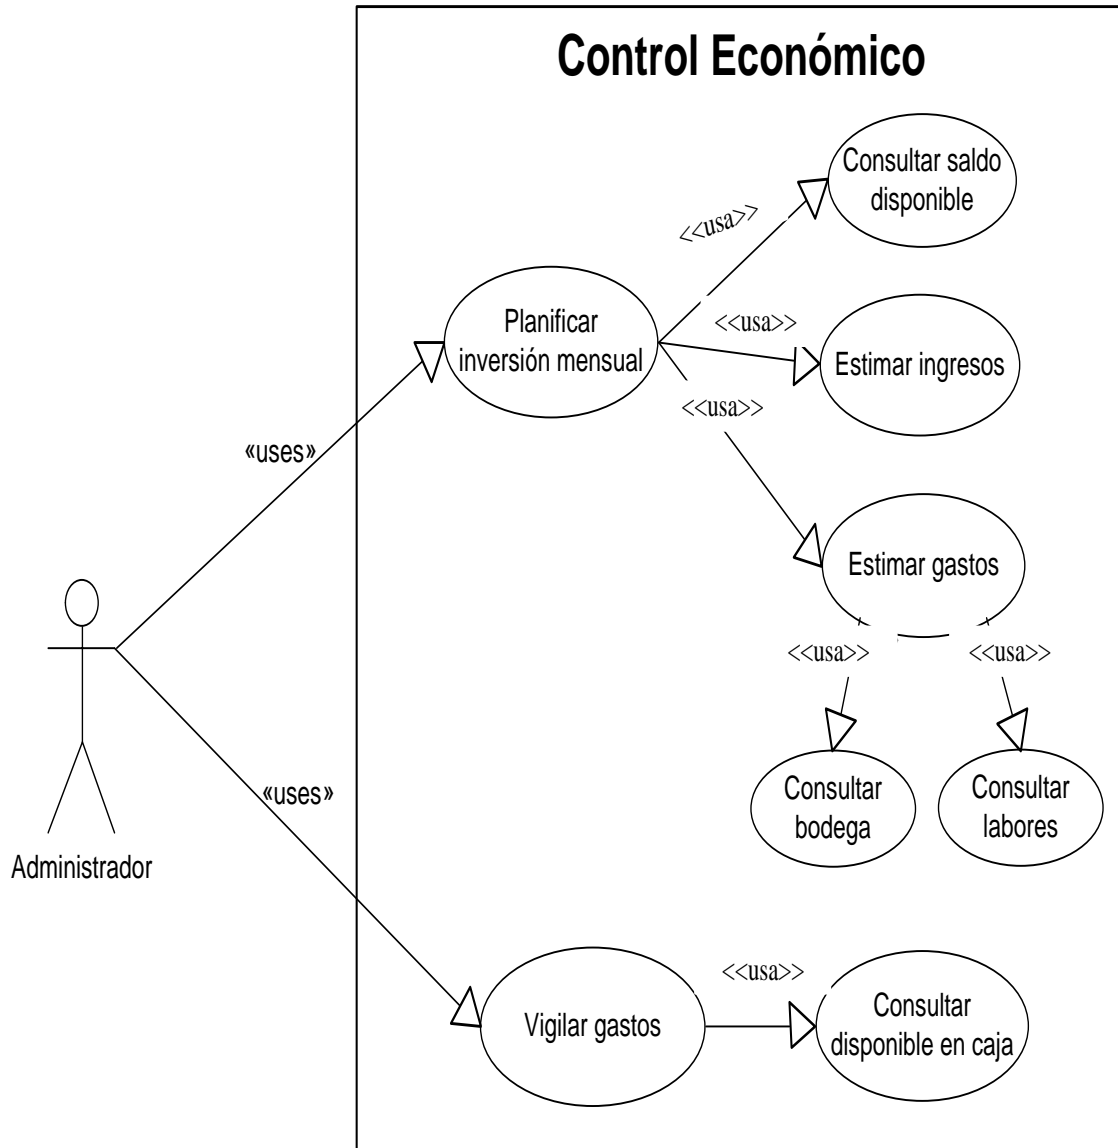 Control Económico
Consultar saldo
disponible
<<usa>>
Planificar
inversión mensual
<<usa>>
Estimar ingresos
<<usa>>
«uses»
Estimar gastos
<<usa>>
<<usa>>
Consultar
bodega
Consultar
labores
«uses»
Administrador
<<usa>>
Vigilar gastos
Consultar
disponible en caja